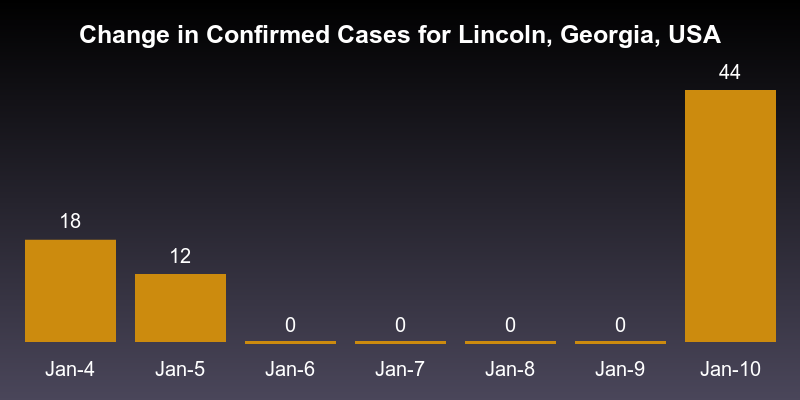 Change in Confirmed Cases for Lincoln, Georgia, USA
44
18
12
0 0 0 0
Jan-4 Jan-5 Jan-6 Jan-7 Jan-8 Jan-9 Jan-10